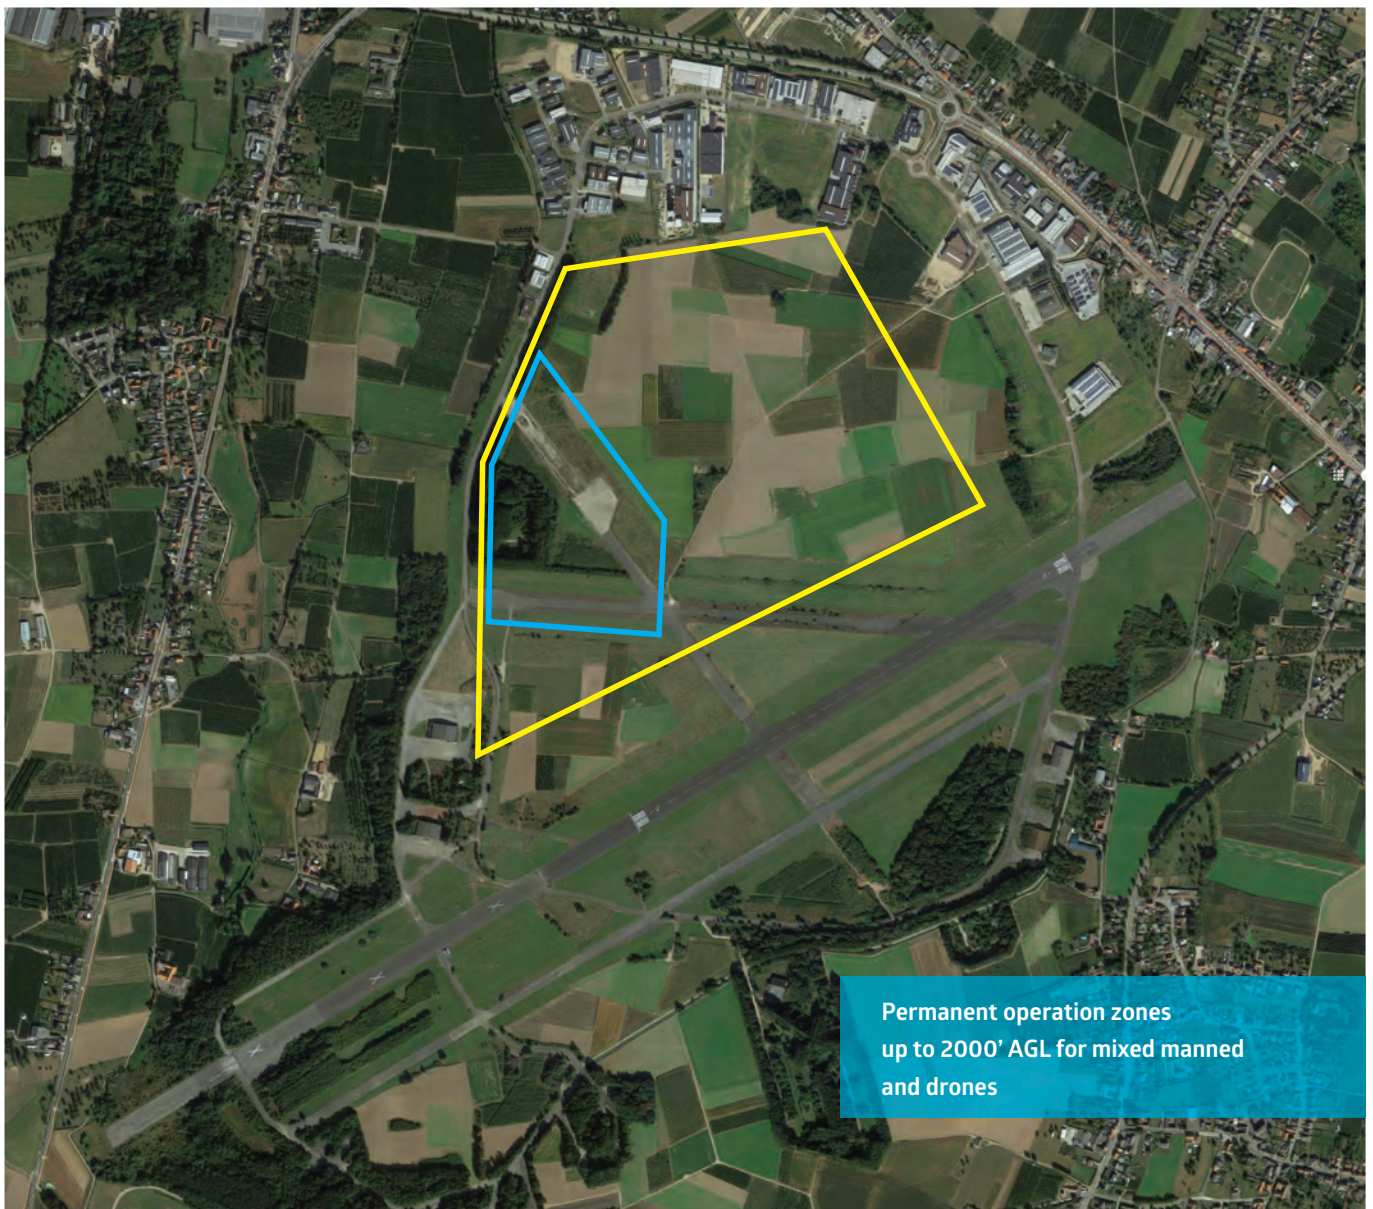 Permanent operation zones
up to 2000’ AGL for mixed manned
and drones